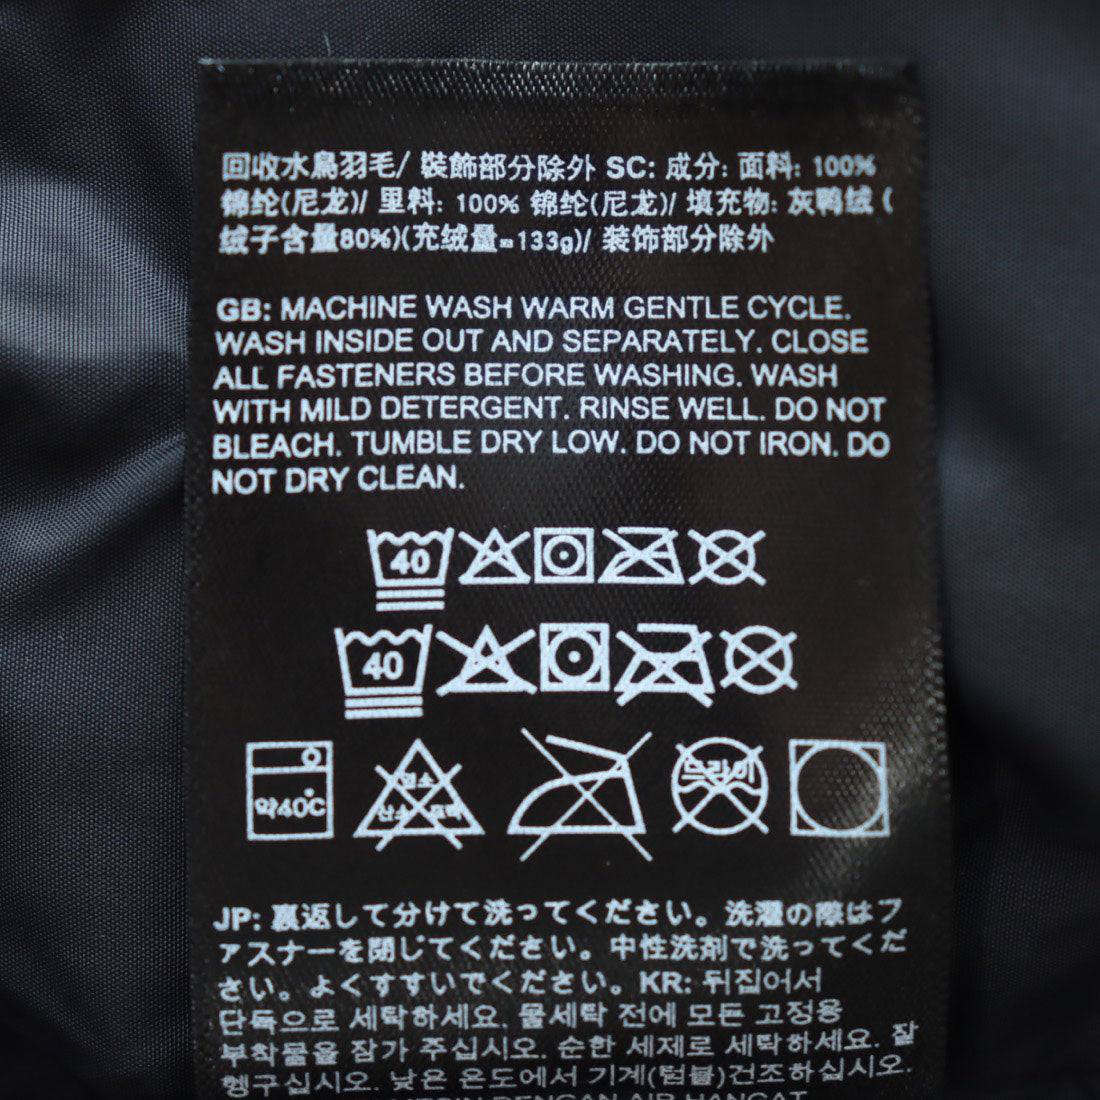 回收水鳥羽毛/ 裝飾部分除外 SC: 成分: 面料: 100%
锦纶(尼龙)/ 里料: 100% 锦纶(尼龙)/ 填充物: 灰鸭绒 (
绒子含量80%)(充绒量=133g)/ 装饰部分除外
GB: MACHINE WASH WARM GENTLE CYCLE.
WASH INSIDE OUT AND SEPARATELY. CLOSE
ALL FASTENERS BEFORE WASHING. WASH
WITH MILD DETERGENT. RINSE WELL. DO NOT
BLEACH. TUMBLE DRY LOW. DO NOT IRON. DO
NOT DRY CLEAN.
40
40
약40°C
염소
산소 표백
드라이
JP: 裏返して分けて洗ってください。洗濯の際はフ
ァスナーを閉じてください。中性洗剤で洗ってくだ
さい。よくすすいでください。KR: 뒤집어서
단독으로 세탁하세요. 물세탁 전에 모든 고정용
부착물을 잠가 주십시오. 순한 세제로 세탁하세요. 잘
헹구십시오. 낮은 온도에서 기계(텀블)건조하십시오.
DENGAN AIR HANGAT